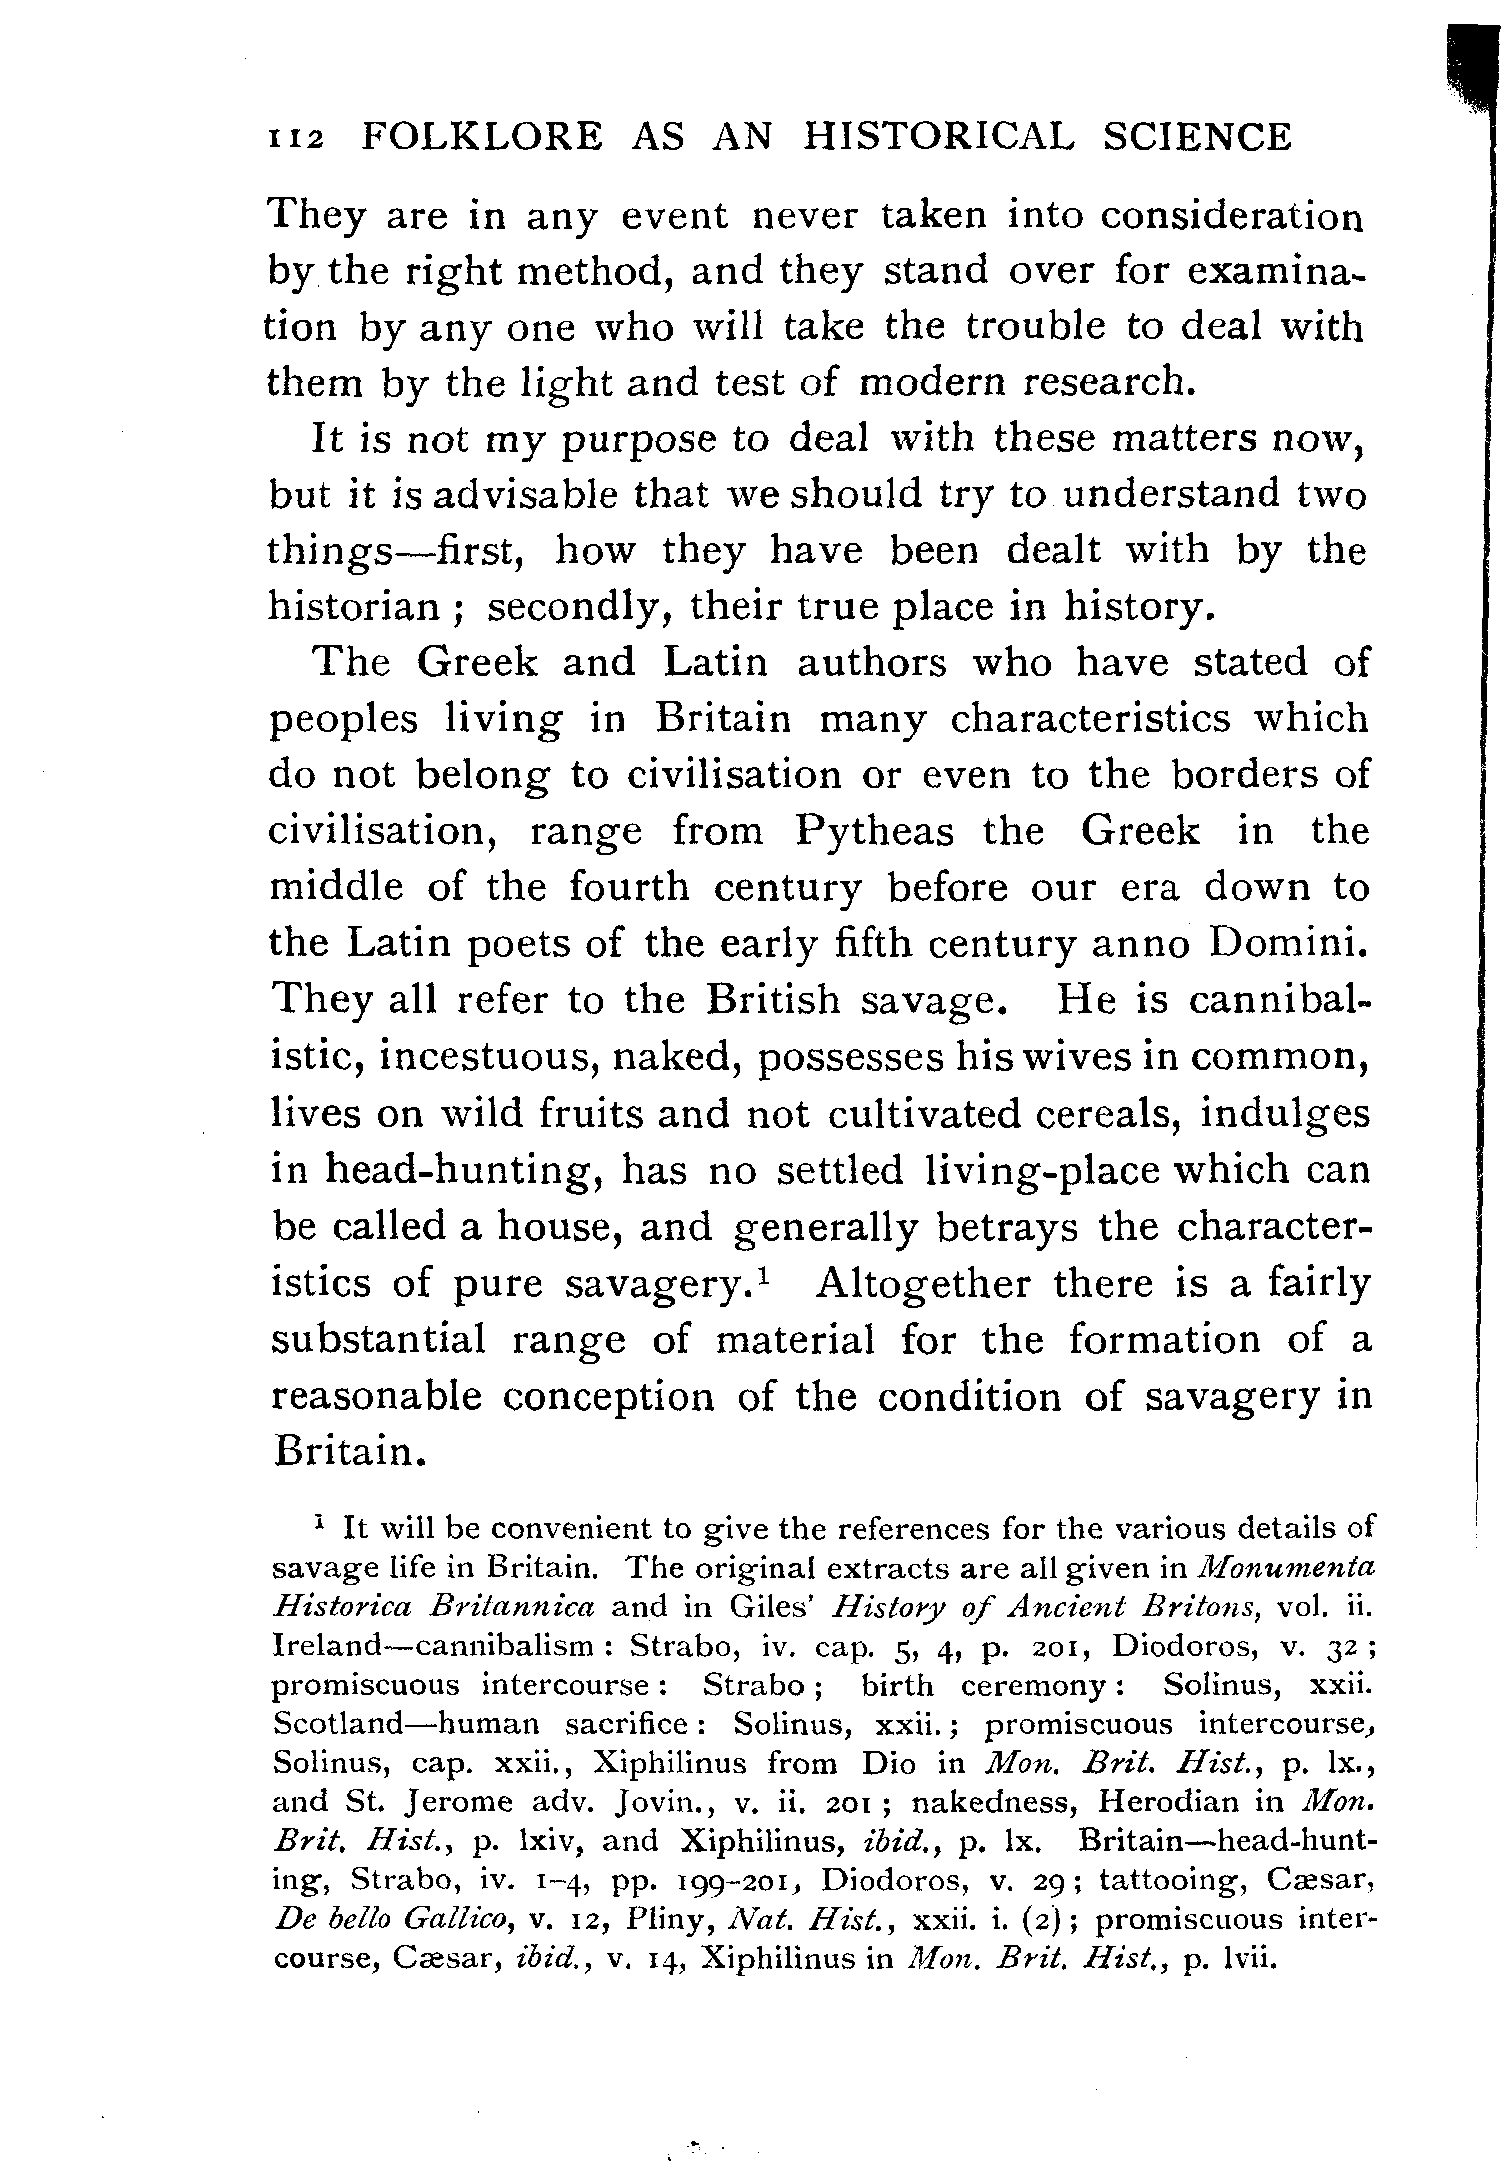 112 FOLKLORE AS AN HISTORICAL SCIENCE
They are in any event never taken into consideration
by the right method, and they stand over for examina-
tion by any one who will take the trouble to deal with
them by the light and test of modern research.
It is not my purpose to deal with these matters now,
but it is advisable that we should try to understand two
things—first, how they have been dealt with by the
historian ; secondly, their true place in history.
The Greek and Latin authors who have stated of
peoples living in Britain many characteristics which
do not belong to civilisation or even to the borders of
civilisation, range from Pytheas the Greek in the
middle of the fourth century before our era down to
the Latin poets of the early fifth century anno Domini.
They all refer to the British savage. He is cannibal-
istic, incestuous, naked, possesses his wives in common,
lives on wild fruits and not cultivated cereals, indulges
in head-hunting, has no settled living-place which can
be called a house, and generally betrays the character-
istics of pure savagery.¹ Altogether there is a fairly
substantial range of material for the formation of a
reasonable conception of the condition of savagery in
Britain.
¹ It will be convenient to give the references for the various details of
savage life in Britain. The original extracts are all given in Monumenta
Historica Britannica and in Giles' History of Ancient Britons, vol. ii.
Ireland—cannibalism : Strabo, iv. cap. 5, 4, p. 201, Diodoros, v. 32 ;
promiscuous intercourse : Strabo ; birth ceremony : Solinus, xxii.
Scotland—human sacrifice : Solinus, xxii. ; promiscuous intercourse,
Solinus, cap. xxii., Xiphilinus from Dio in Mon. Brit. Hist., p. lx.,
and St. Jerome adv. Jovin., v. ii. 201 ; nakedness, Herodian in Mon.
Brit. Hist., p. lxiv, and Xiphilinus, ibid., p. lx. Britain—head-hunt-
ing, Strabo, iv. 1–4, pp. 199–201, Diodoros, v. 29 ; tattooing, Cæsar,
De bello Gallico, v. 12, Pliny, Nat. Hist., xxii. i. (2) ; promiscuous inter-
course, Cæsar, ibid., v. 14, Xiphilinus in Mon. Brit. Hist., p. lvii.